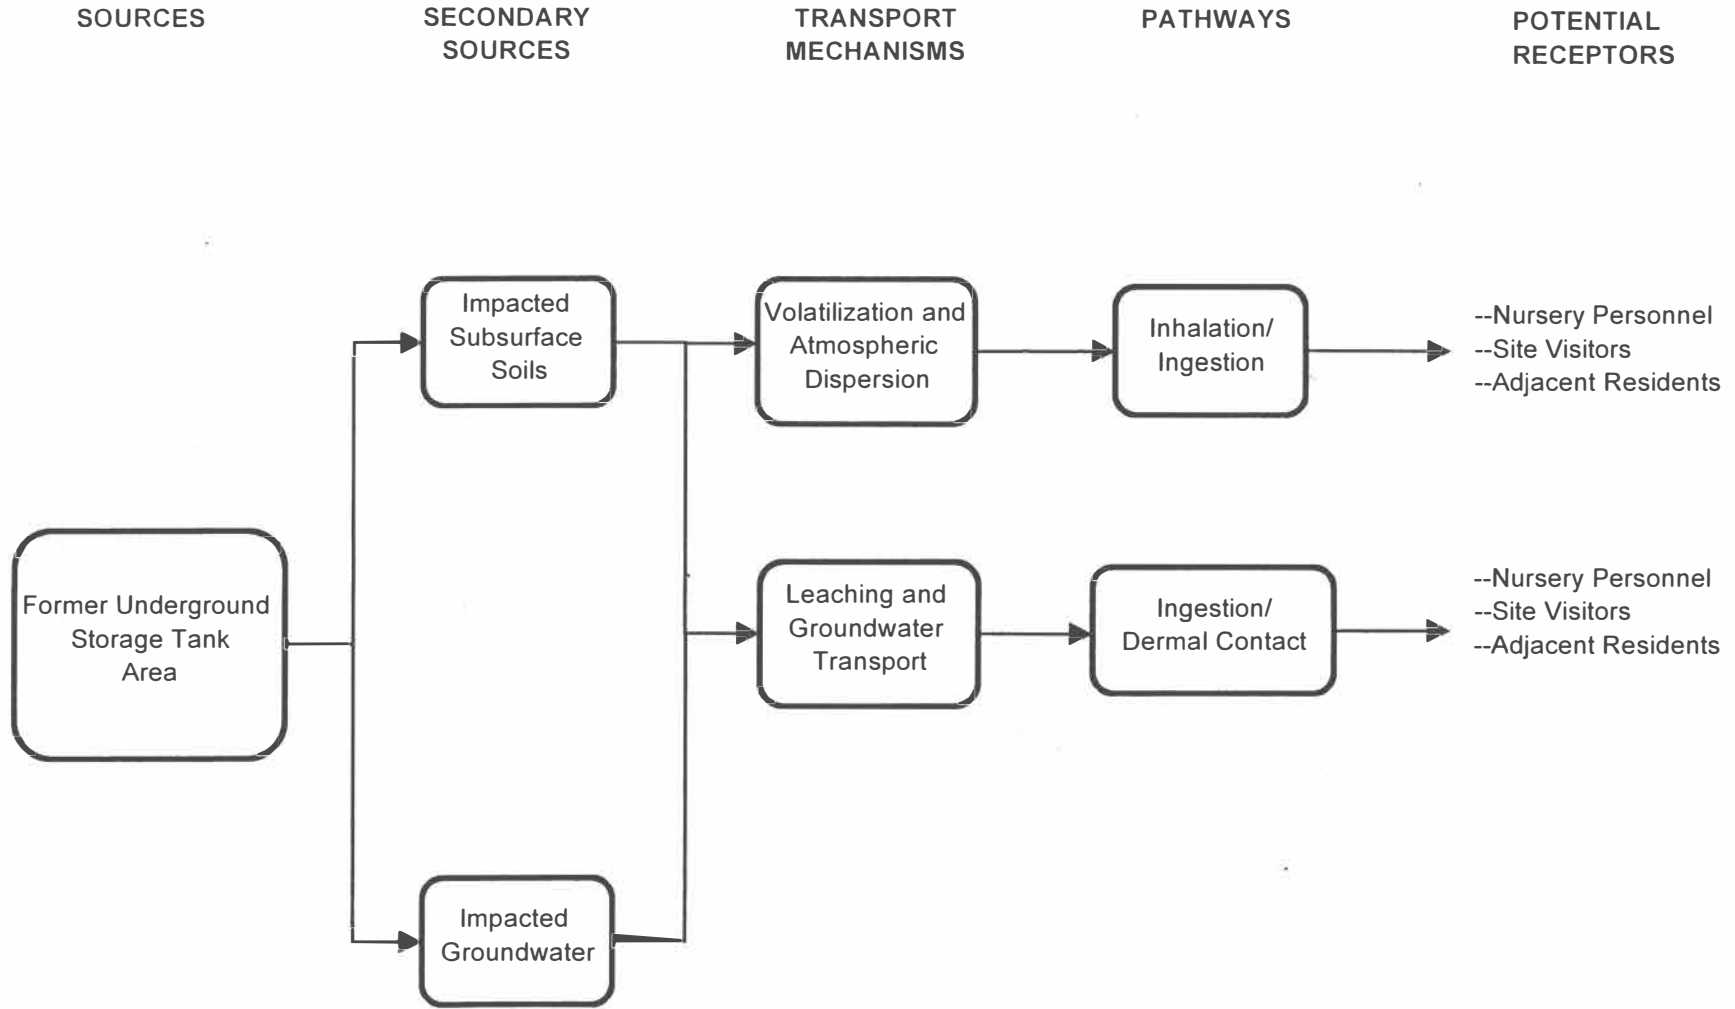 SOURCES
SECONDARY
SOURCES
TRANSPORT
MECHANISMS
PATHWAYS
POTENTIAL
RECEPTORS
Impacted
Subsurface
Soils
Volatilization and
Atmospheric
Dispersion
Inhalation/
Ingestion
--Nursery Personnel
--Site Visitors
--Adjacent Residents
Former Underground
Storage Tank
Area
Leaching and
Groundwater
Transport
Ingestion/
Dermal Contact
--Nursery Personnel
--Site Visitors
--Adjacent Residents
Impacted
Groundwater